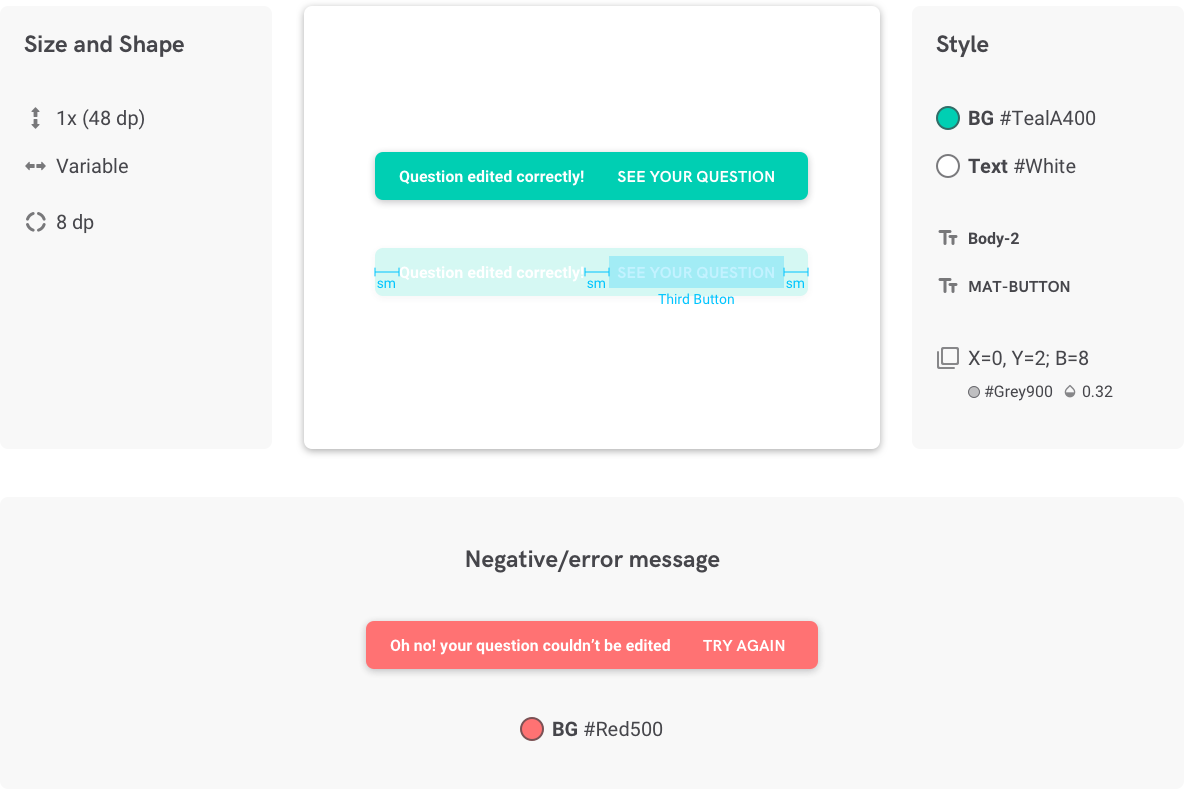 Size and Shape
1x (48 dp)
Variable
8 dp
Question edited correctly! SEE YOUR QUESTION
Question edited correctly! SEE YOUR QUESTION
sm sm sm
Third Button
Style
BG #TealA400
Text #White
Tt Body-2
Tt MAT-BUTTON
X=0, Y=2; B=8
#Grey900 0.32
Negative/error message
Oh no! your question couldn’t be edited TRY AGAIN
BG #Red500